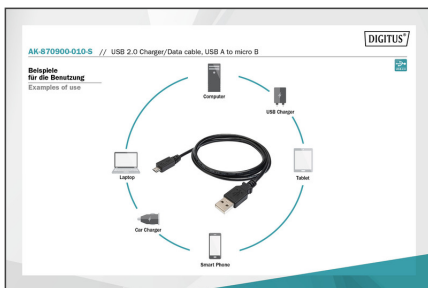 DIGITUS®
AK-870900-010-S // USB 2.0 Charger/Data cable, USB A to micro B
Beispiele
für die Benutzung
Examples of use
Computer
USB Charger
Laptop
Tablet
Car Charger
Smart Phone